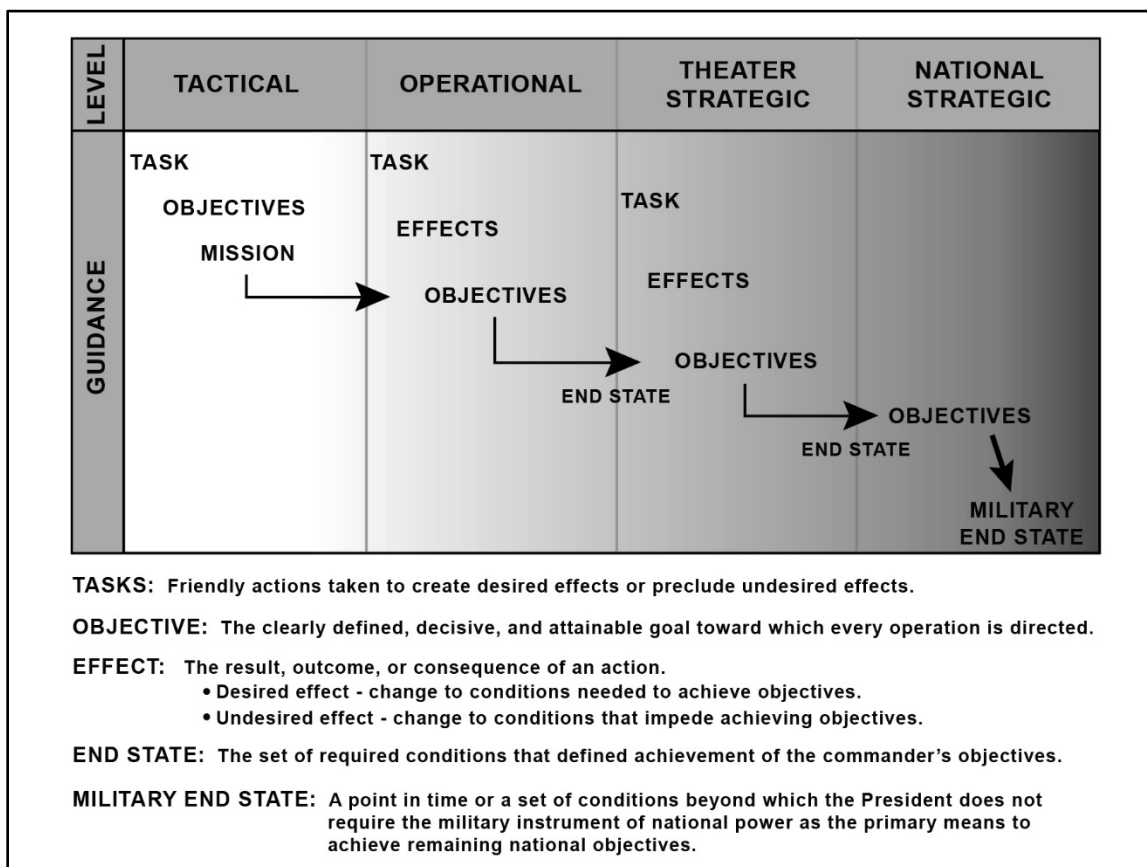 LEVEL
TACTICAL
OPERATIONAL
THEATER
STRATEGIC
NATIONAL
STRATEGIC
GUIDANCE
TASK
OBJECTIVES
MISSION
TASK
EFFECTS
OBJECTIVES
END STATE
TASK
EFFECTS
OBJECTIVES
END STATE
OBJECTIVES
MILITARY
END STATE
TASKS: Friendly actions taken to create desired effects or preclude undesired effects.
OBJECTIVE: The clearly defined, decisive, and attainable goal toward which every operation is directed.
EFFECT: The result, outcome, or consequence of an action.
• Desired effect - change to conditions needed to achieve objectives.
• Undesired effect - change to conditions that impede achieving objectives.
END STATE: The set of required conditions that defined achievement of the commander's objectives.
MILITARY END STATE: A point in time or a set of conditions beyond which the President does not
require the military instrument of national power as the primary means to
achieve remaining national objectives.